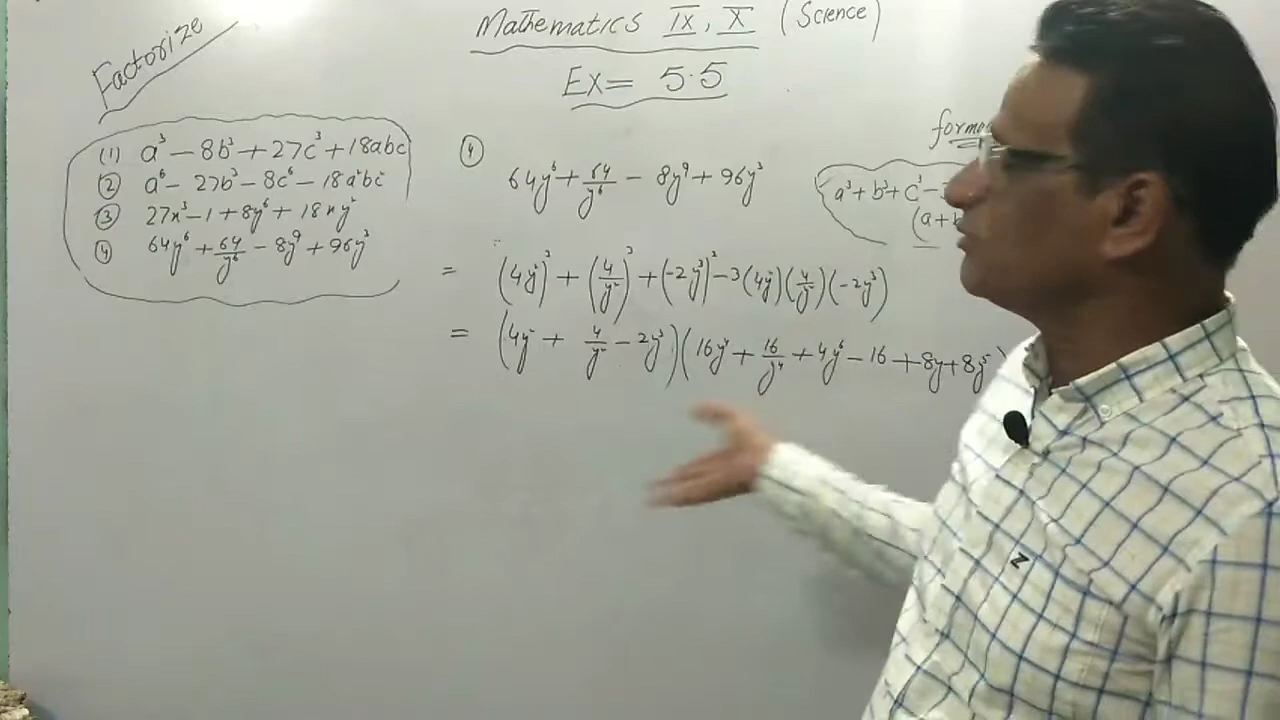 Factorize
Mathematics IX, X (Science)
Ex = 5.5
(1) a³ – 8b³ + 27c³ + 18abc
② a⁶ – 27b³ – 8c⁶ – 18a²bc²
③ 27x³ – 1 + 8y⁶ + 18xy²
④ 64y⁶ + 64/y⁶ – 8y⁹ + 96y³
④
64y⁶ + 64/y⁶ – 8y⁹ + 96y³
= (4y²)³ + (4/y²)³ + (-2y³)² – 3(4y²)(4/y²)(-2y³)
= (4y² + 4/y² – 2y³)(16y⁴ + 16/y⁴ + 4y⁶ – 16 + 8y + 8y⁵
a³ + b³ + c³ –
(a + b
Z